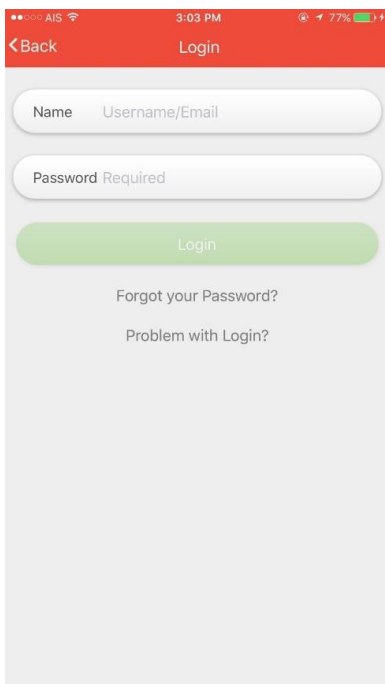 AIS 3:03 PM 77%
Back Login
Name Username/Email
Password Required
Login
Forgot your Password?
Problem with Login?